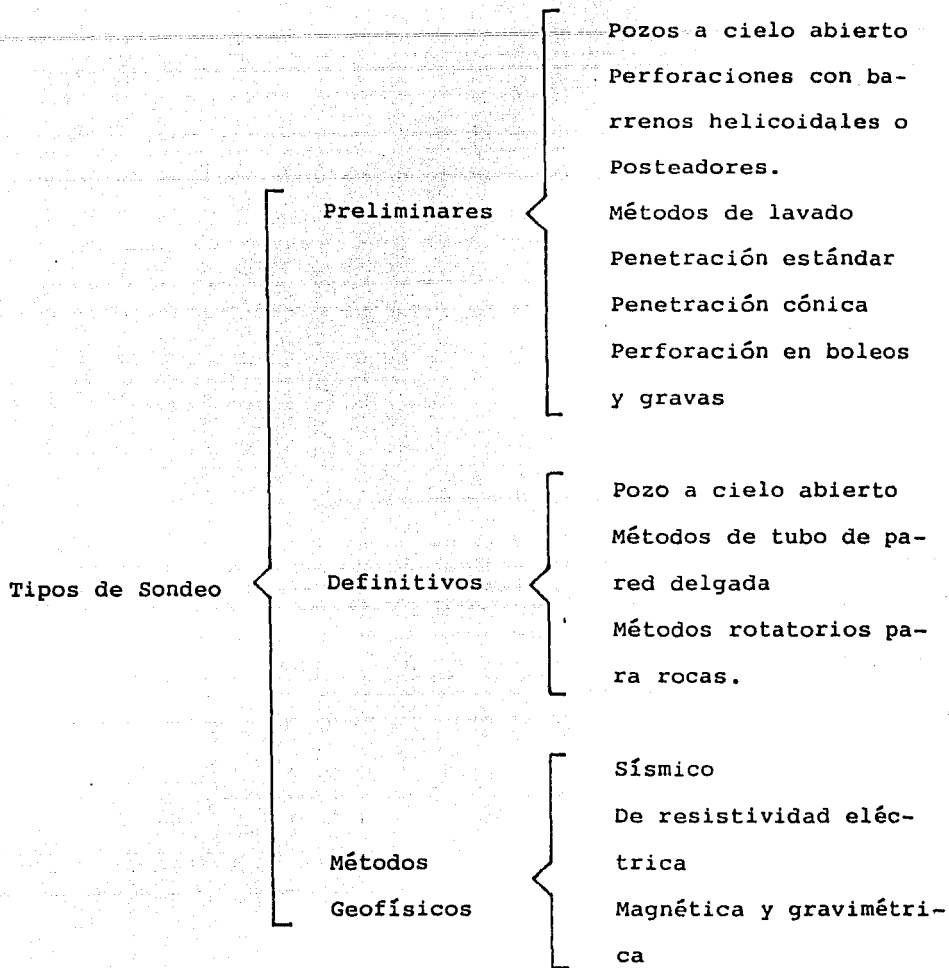 Pozos a cielo abierto
Perforaciones con ba-
rrenos helicoidales o
Posteadores.
Preliminares
Métodos de lavado
Penetración estándar
Penetración cónica
Perforación en boleos
y gravas
Pozo a cielo abierto
Métodos de tubo de pa-
Tipos de Sondeo
Definitivos
red delgada
Métodos rotatorios pa-
ra rocas.
Sísmico
De resistividad eléc-
Métodos
trica
Geofísicos
Magnética y gravimétri-
ca